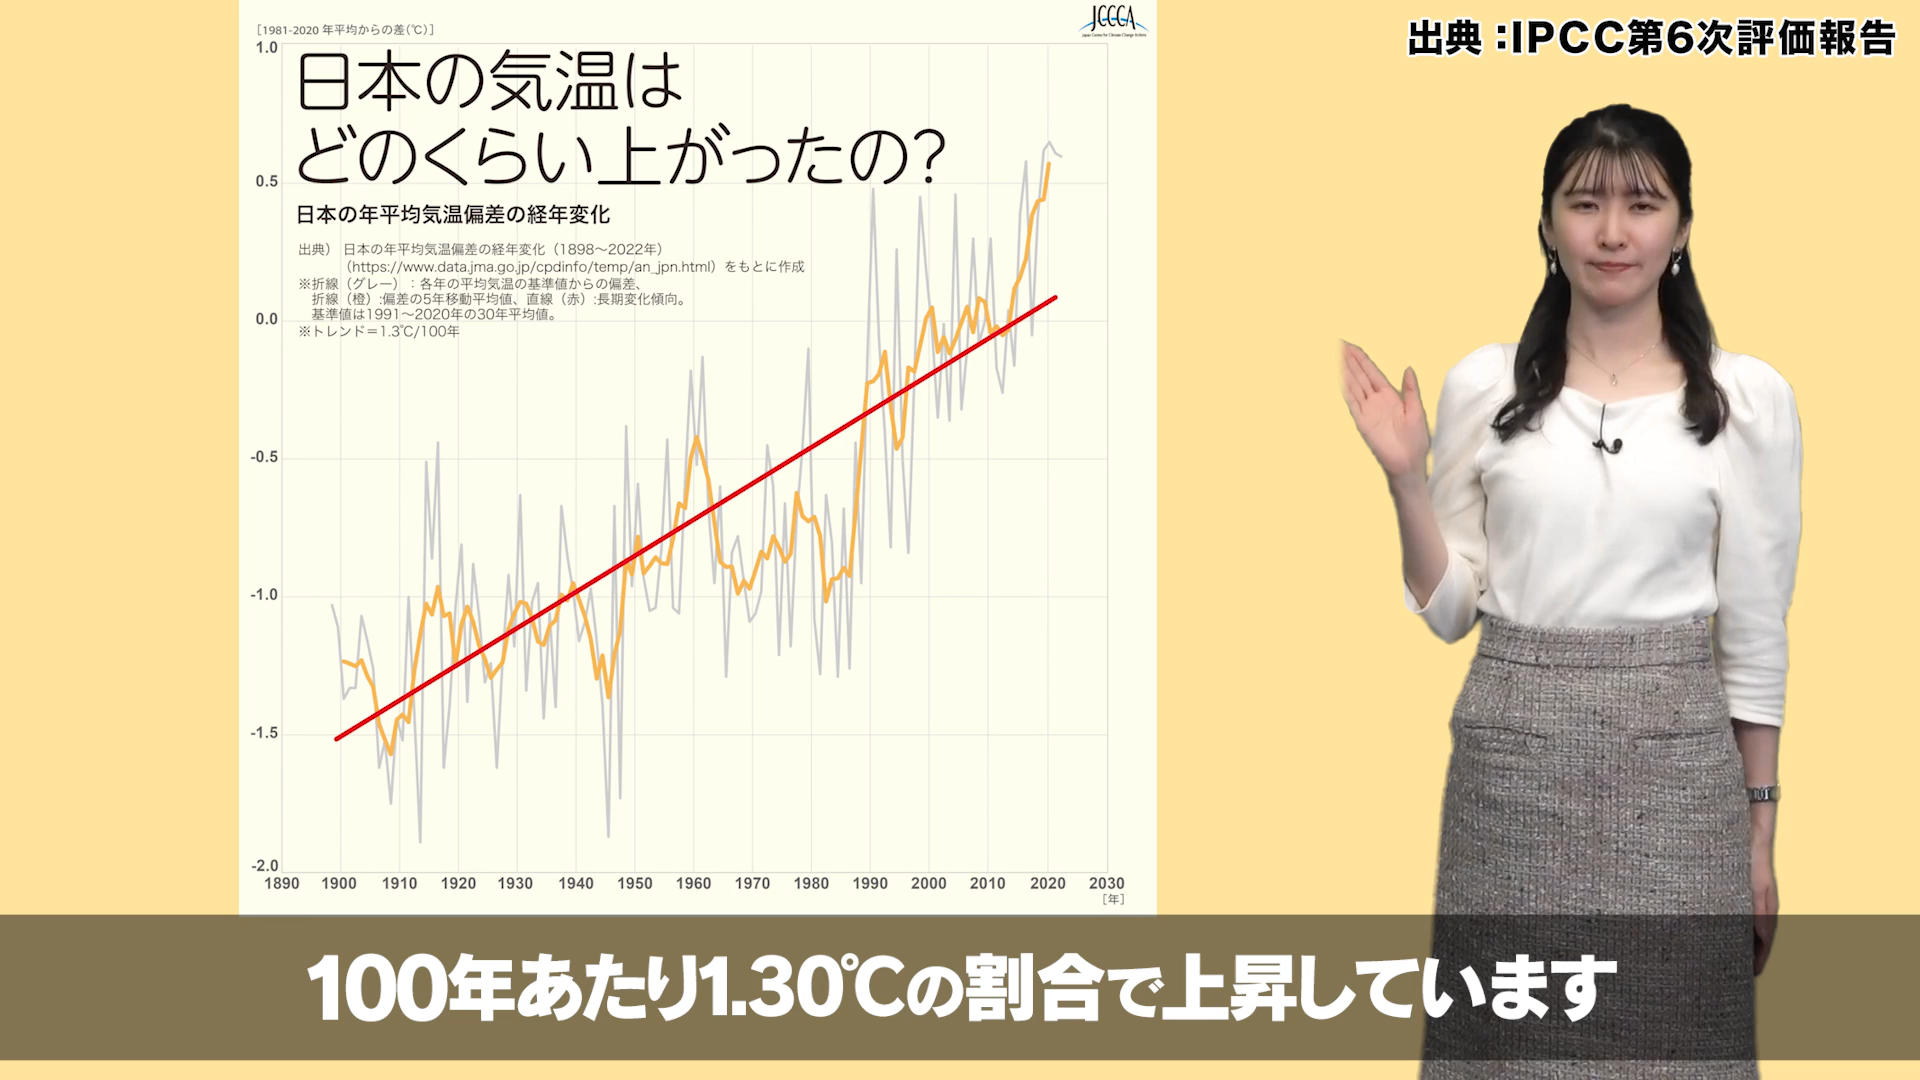 ［1981-2020 年平均からの差(℃)］
JCCCA
Japan Center for Climate Change Actions
出典：IPCC第6次評価報告
日本の気温は
どのくらい上がったの？
日本の年平均気温偏差の経年変化
出典） 日本の年平均気温偏差の経年変化（1898〜2022年）
（https://www.data.jma.go.jp/cpdinfo/temp/an_jpn.html）をもとに作成
※折線（グレー）：各年の平均気温の基準値からの偏差、
折線（橙）:偏差の5年移動平均値、直線（赤）:長期変化傾向。
基準値は1991〜2020年の30年平均値。
※トレンド＝1.3℃/100年
1.0
0.5
0.0
-0.5
-1.0
-1.5
-2.0
1890 1900 1910 1920 1930 1940 1950 1960 1970 1980 1990 2000 2010 2020 2030
［年］
100年あたり1.30℃の割合で上昇しています